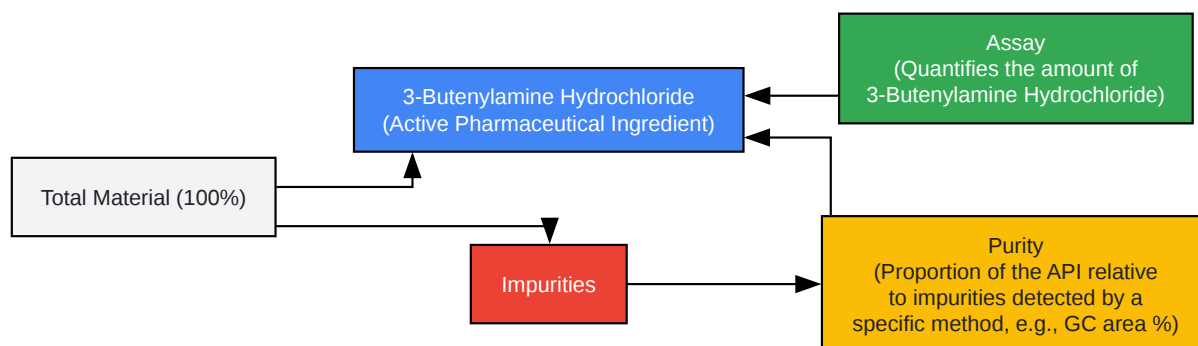 Assay
(Quantifies the amount of
3-Butenylamine Hydrochloride)
3-Butenylamine Hydrochloride
(Active Pharmaceutical Ingredient)
Total Material (100%)
Impurities
Purity
(Proportion of the API relative
to impurities detected by a
specific method, e.g., GC area %)